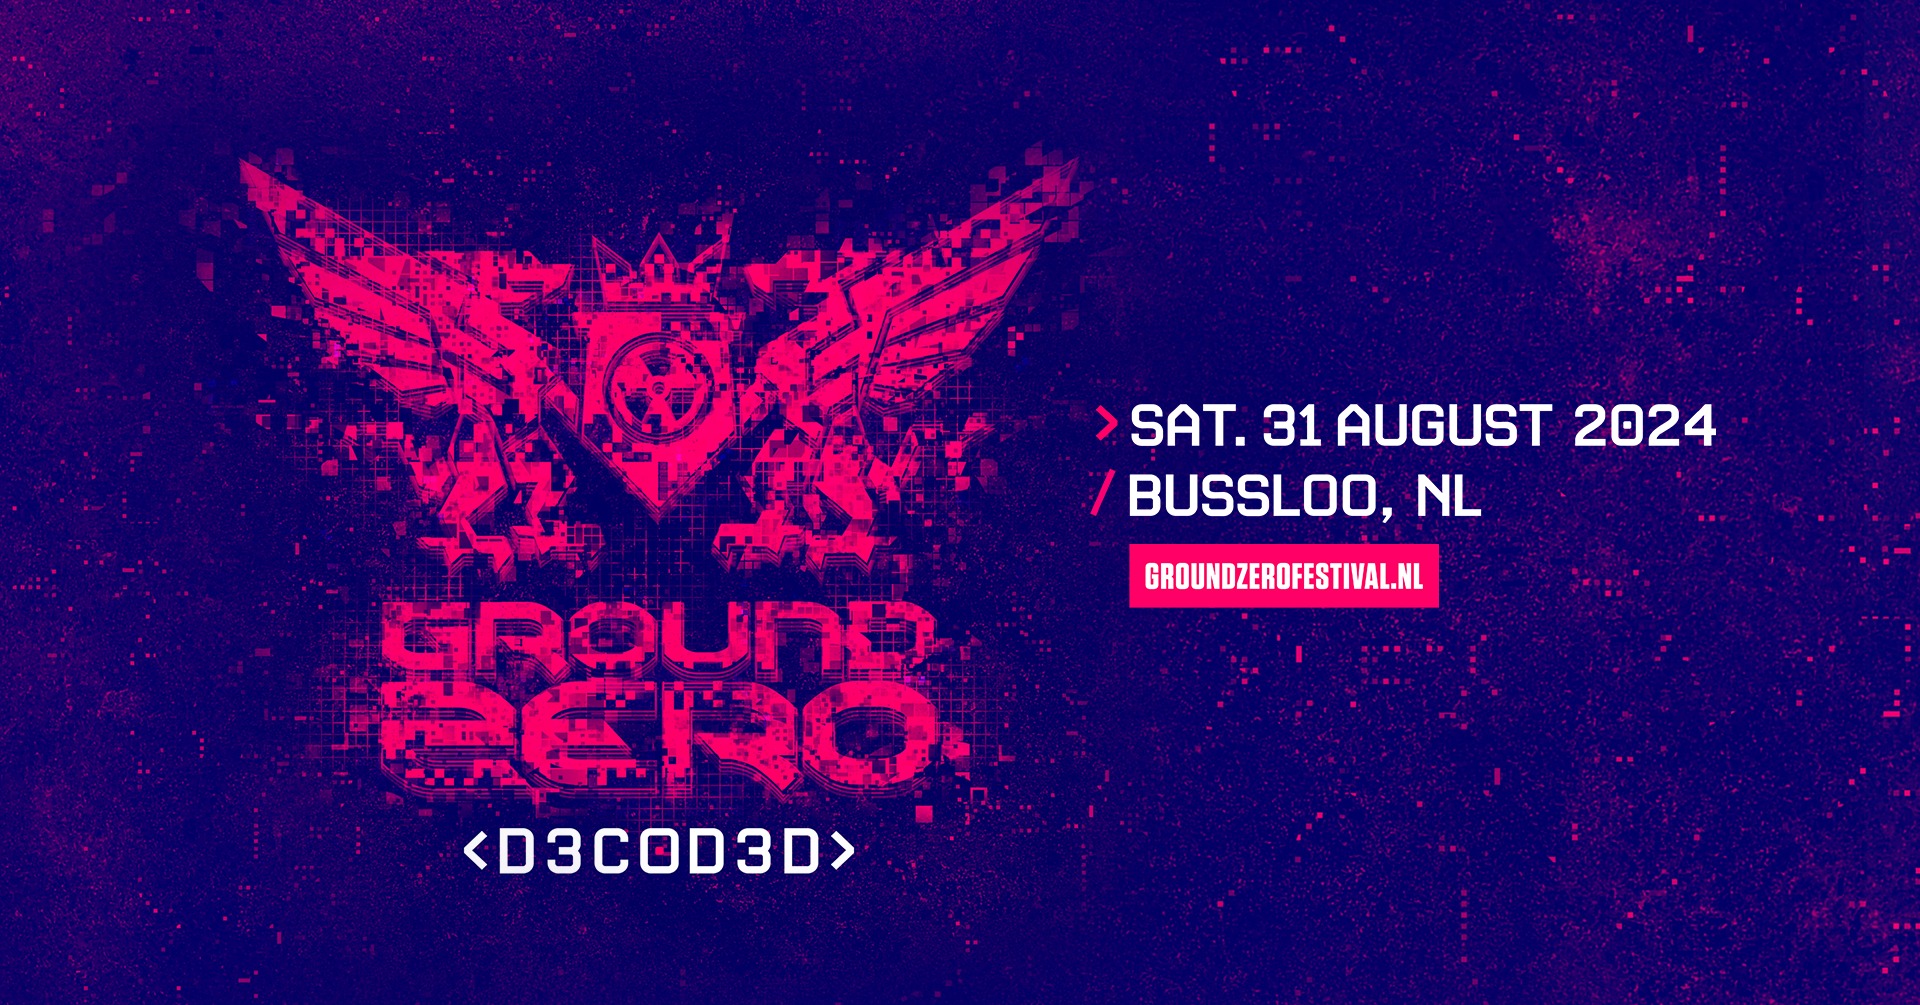 GROUND
ZERO
<D3COD3D>
> SAT. 31 AUGUST 2024
/ BUSSLOO, NL
GROUNDZEROFESTIVAL.NL